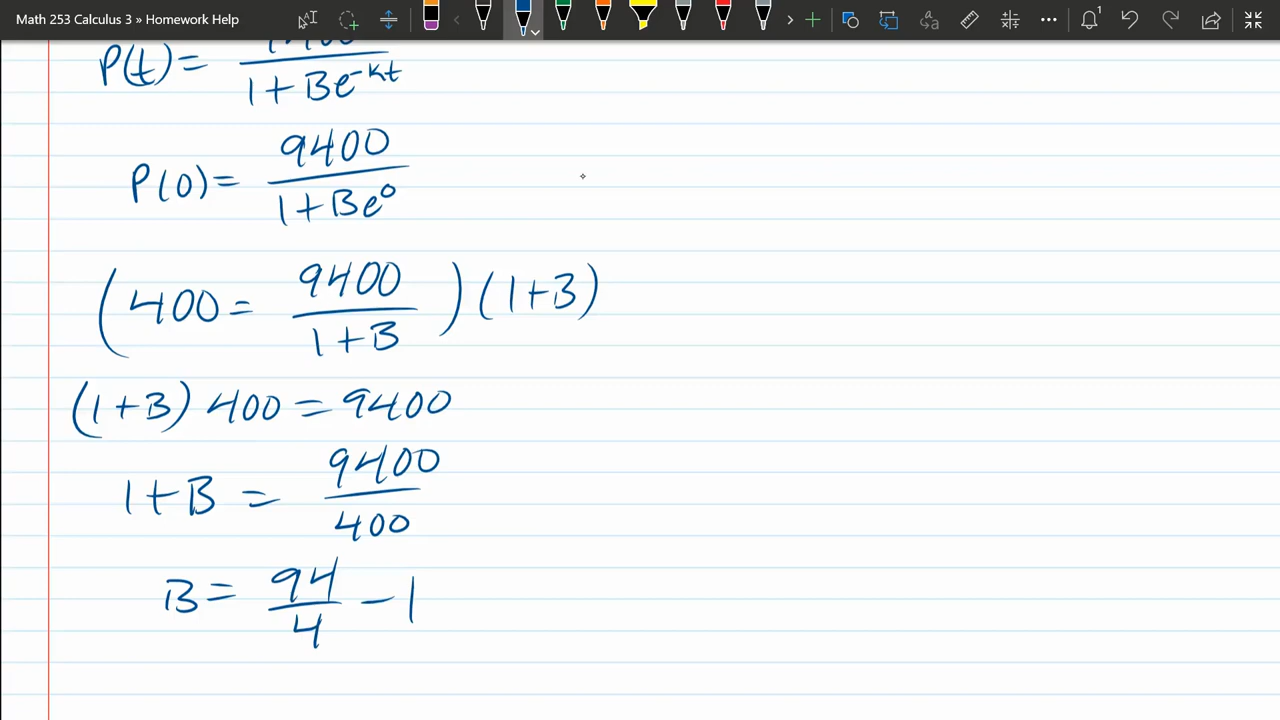 Math 253 Calculus 3 » Homework Help
P(t) = 9400 / 1 + Be^-kt
P(0) = 9400 / 1 + Be^0
(400 = 9400 / 1 + B) (1 + B)
(1 + B) 400 = 9400
1 + B = 9400 / 400
B = 94 / 4 - 1